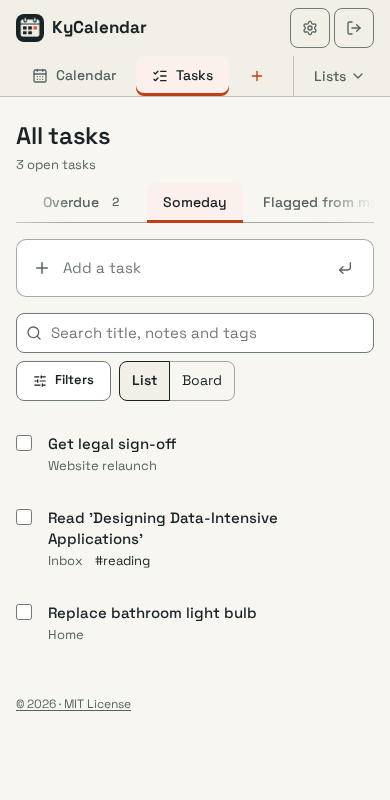 KyCalendar
Calendar
Tasks
Lists
All tasks
3 open tasks
Overdue 2
Someday
Flagged from
Add a task
Search title, notes and tags
Filters
List
Board
Get legal sign-off
Website relaunch
Read 'Designing Data-Intensive
Applications'
Inbox #reading
Replace bathroom light bulb
Home
© 2026 · MIT License